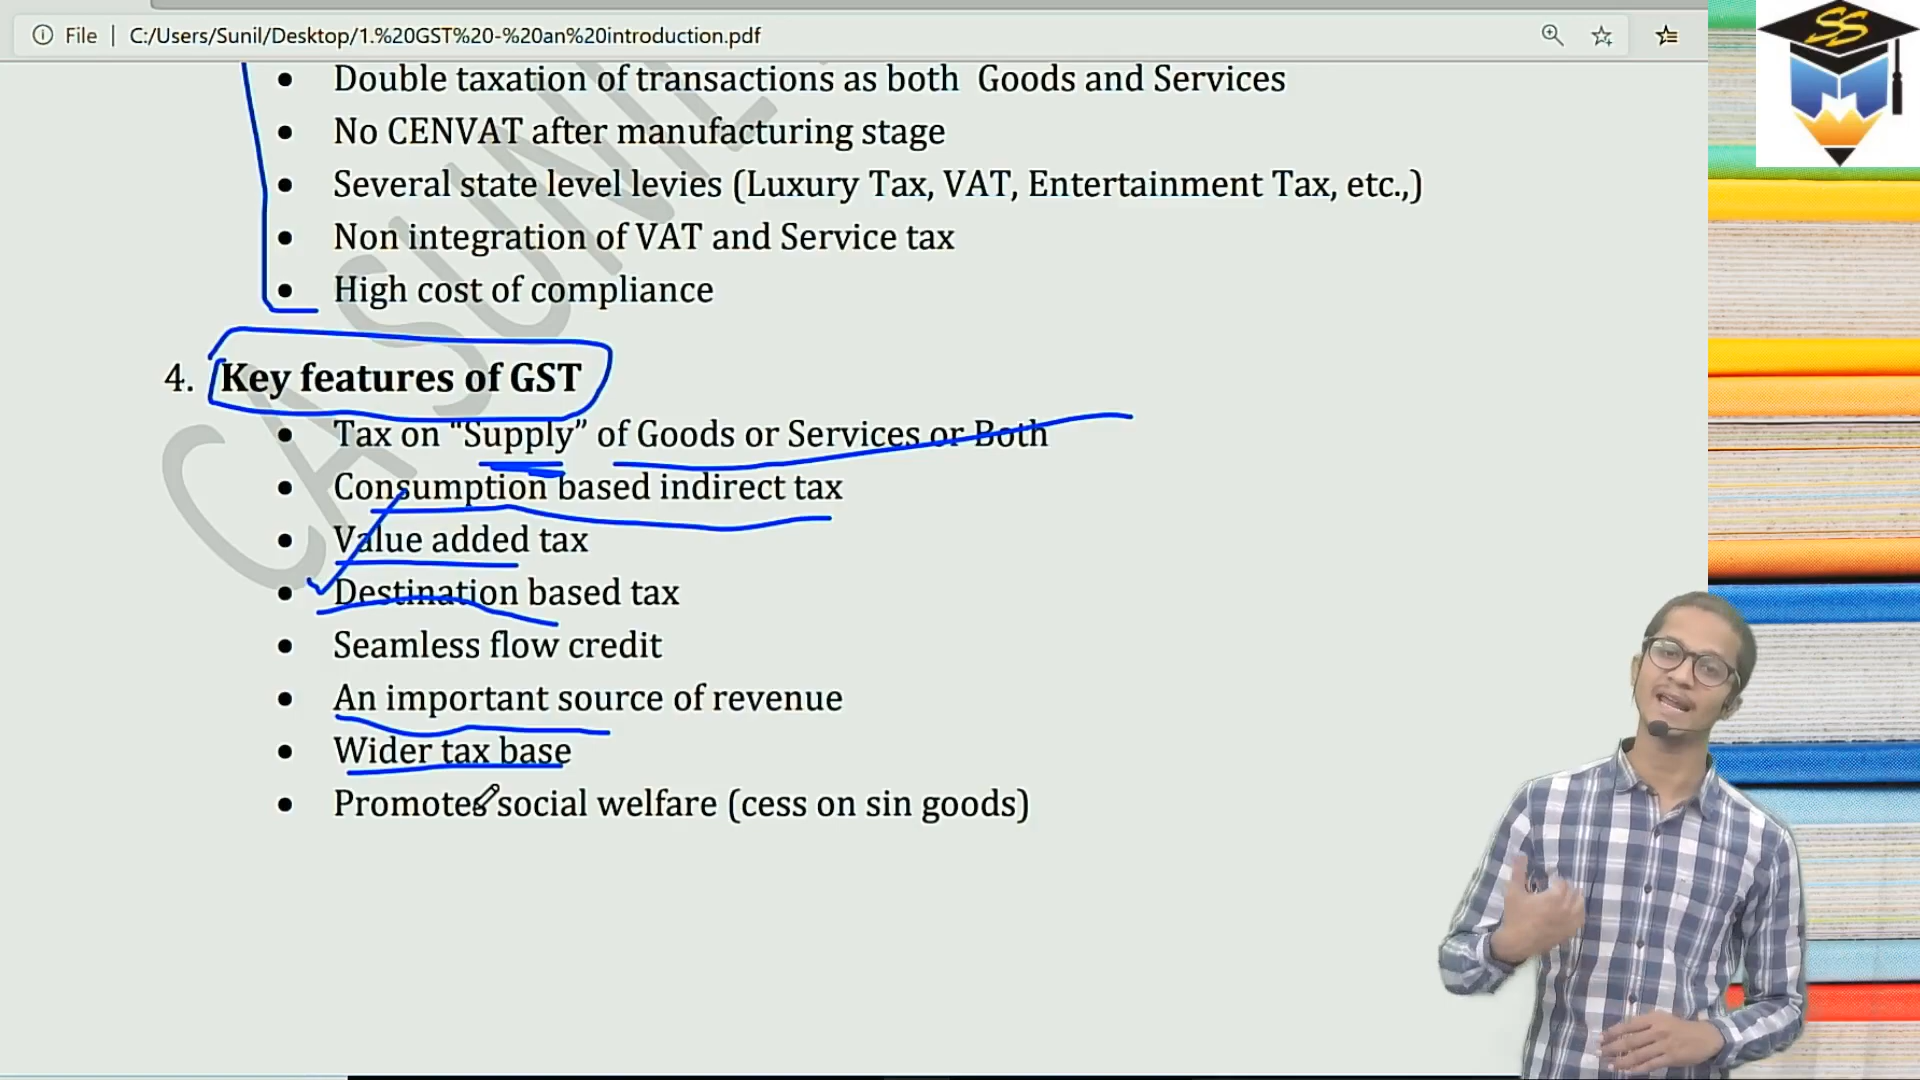 File | C:/Users/Sunil/Desktop/1.%20GST%20-%20an%20introduction.pdf
SS
• Double taxation of transactions as both Goods and Services
• No CENVAT after manufacturing stage
• Several state level levies (Luxury Tax, VAT, Entertainment Tax, etc.,)
• Non integration of VAT and Service tax
• High cost of compliance
4. Key features of GST
• Tax on “Supply” of Goods or Services or Both
• Consumption based indirect tax
• Value added tax
• Destination based tax
• Seamless flow credit
• An important source of revenue
• Wider tax base
• Promotes social welfare (cess on sin goods)
CA SUNIL